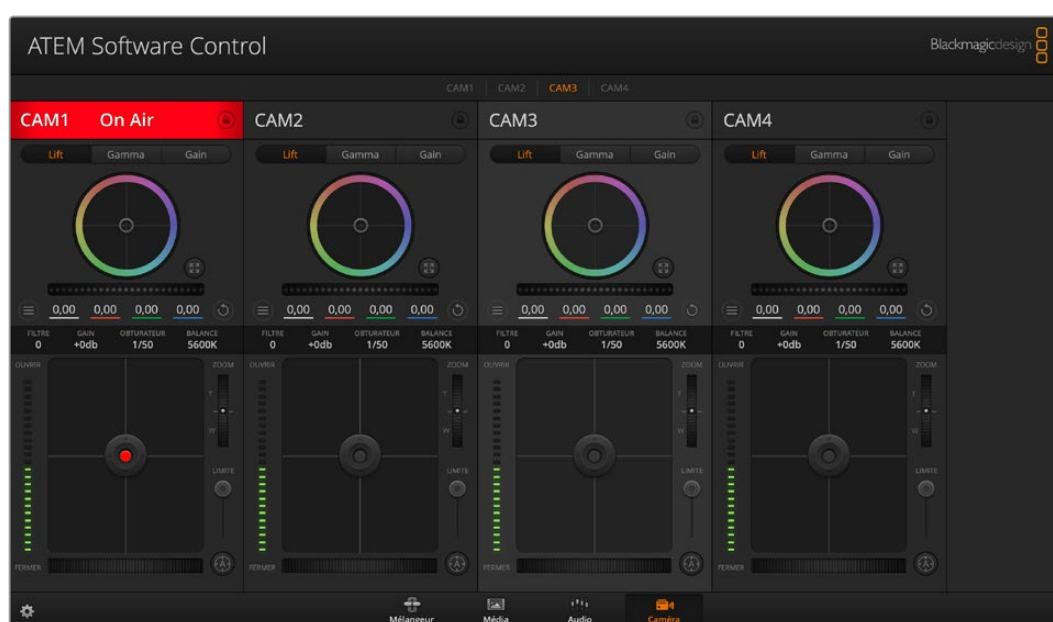 ATEM Software Control
Blackmagicdesign
CAM1 CAM2 CAM3 CAM4
CAM1 On Air CAM2 CAM3 CAM4
Lift Gamma Gain Lift Gamma Gain Lift Gamma Gain Lift Gamma Gain
0,00 0,00 0,00 0,00 0,00 0,00 0,00 0,00 0,00 0,00 0,00 0,00 0,00 0,00 0,00 0,00
FILTRE GAIN OBTURATEUR BALANCE FILTRE GAIN OBTURATEUR BALANCE FILTRE GAIN OBTURATEUR BALANCE FILTRE GAIN OBTURATEUR BALANCE
0 +0db 1/50 5600K 0 +0db 1/50 5600K 0 +0db 1/50 5600K 0 +0db 1/50 5600K
OUVRIR ZOOM OUVRIR ZOOM OUVRIR ZOOM OUVRIR ZOOM
T T T T
W W W W
LIMITE LIMITE LIMITE LIMITE
FERMER A FERMER A FERMER A FERMER A
Mélangeur Média Audio Caméra